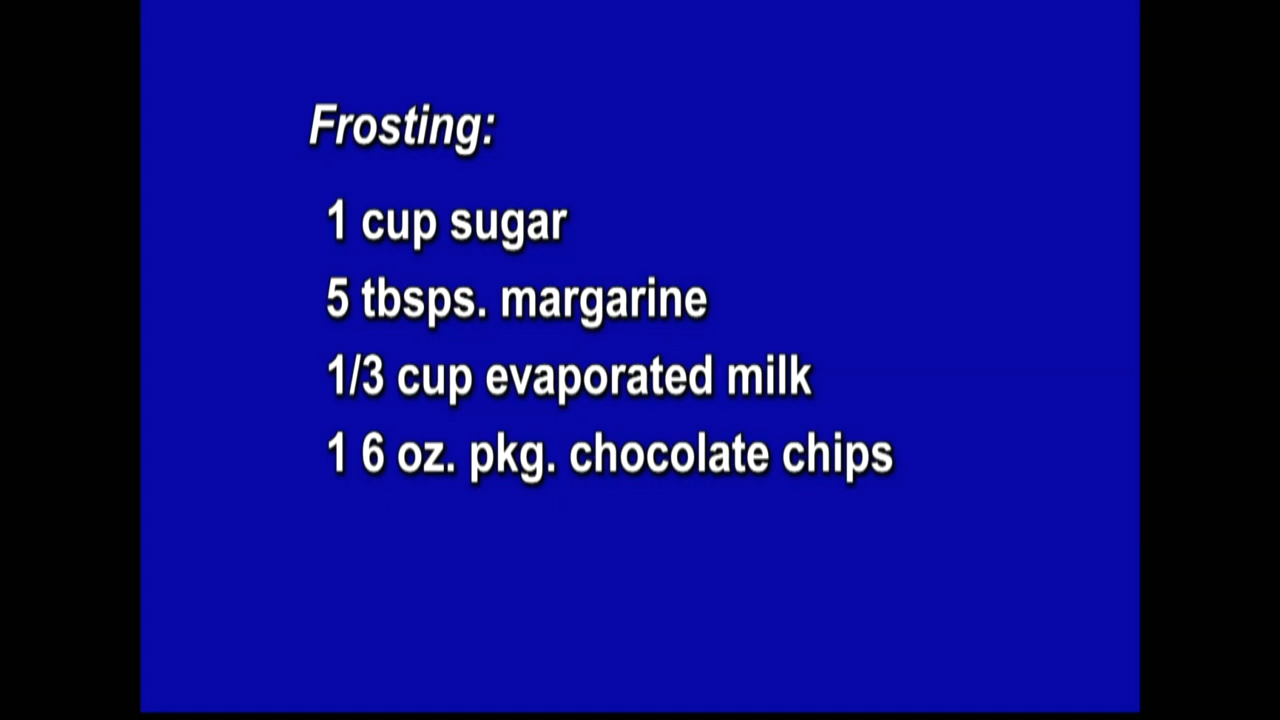 Frosting:
1 cup sugar
5 tbsps. margarine
1/3 cup evaporated milk
1 6 oz. pkg. chocolate chips